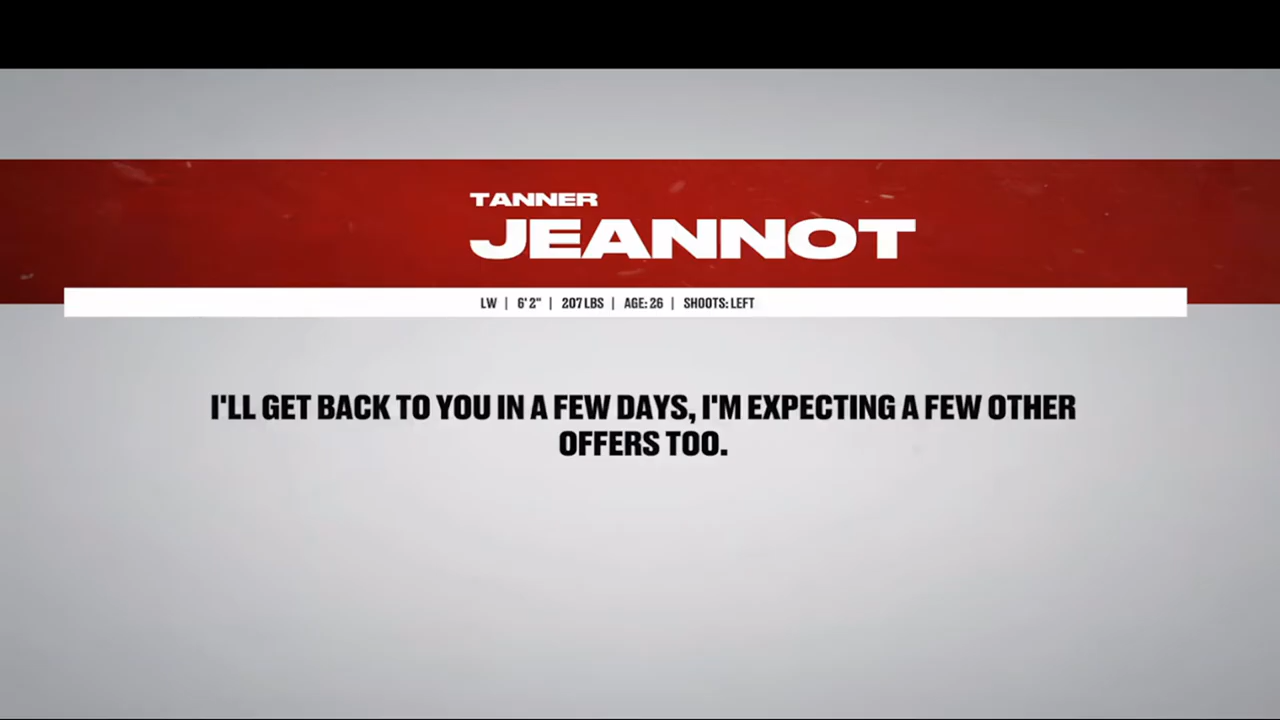 TANNER
JEANNOT
LW | 6'2" | 207 LBS | AGE: 26 | SHOOTS: LEFT
I'LL GET BACK TO YOU IN A FEW DAYS, I'M EXPECTING A FEW OTHER
OFFERS TOO.